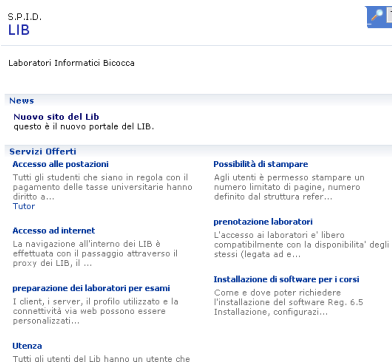 S.P.I.D.
LIB
Laboratori Informatici Bicocca
News
Nuovo sito del Lib
questo è il nuovo portale del LIB.
Servizi Offerti
Accesso alle postazioni
Tutti gli studenti che siano in regola con il
pagamento delle tasse universitarie hanno
diritto a...
Tutor
Accesso ad internet
La navigazione all'interno dei LIB è
effettuata con il passaggio attraverso il
proxy dei LIB, il ...
preparazione dei laboratori per esami
I client, i server, il profilo utilizzato e la
connettività via web possono essere
personalizzati...
Utenza
Tutti gli utenti del Lib hanno un utente che
Possibilità di stampare
Agli utenti è permesso stampare un
numero limitato di pagine, numero
definito dal struttura refer...
prenotazione laboratori
L'accesso ai laboratori e' libero
compatibilmente con la disponibilita' degli
stessi (legata ad e...
Installazione di software per i corsi
Come e dove poter richiedere
l'installazione del software Reg. 6.5
Installazione, configurazi...